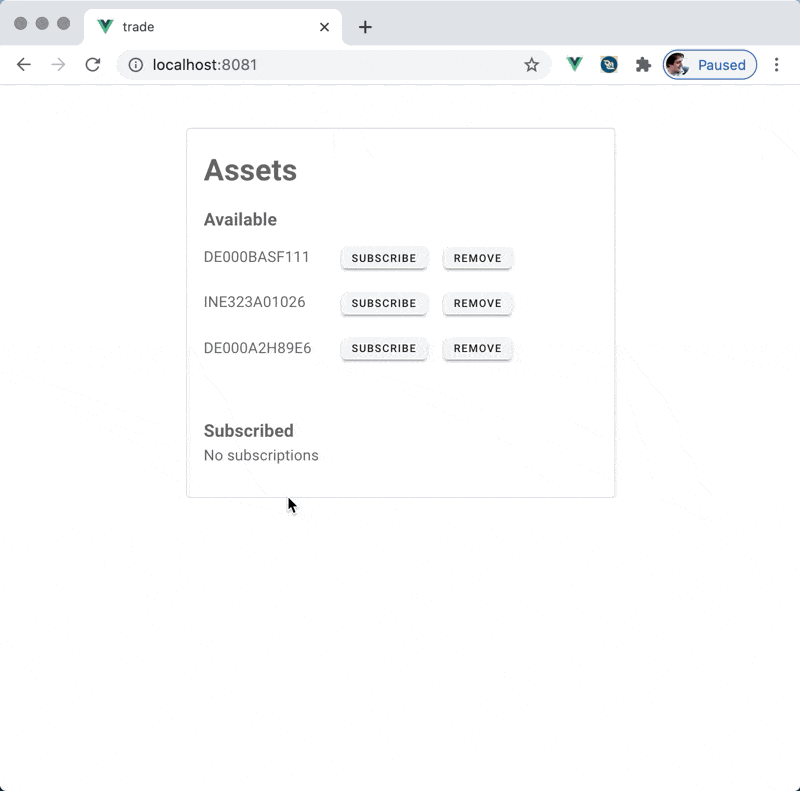 trade
localhost:8081
Paused
Assets
Available
DE000BASF111 SUBSCRIBE REMOVE
INE323A01026 SUBSCRIBE REMOVE
DE000A2H89E6 SUBSCRIBE REMOVE
Subscribed
No subscriptions